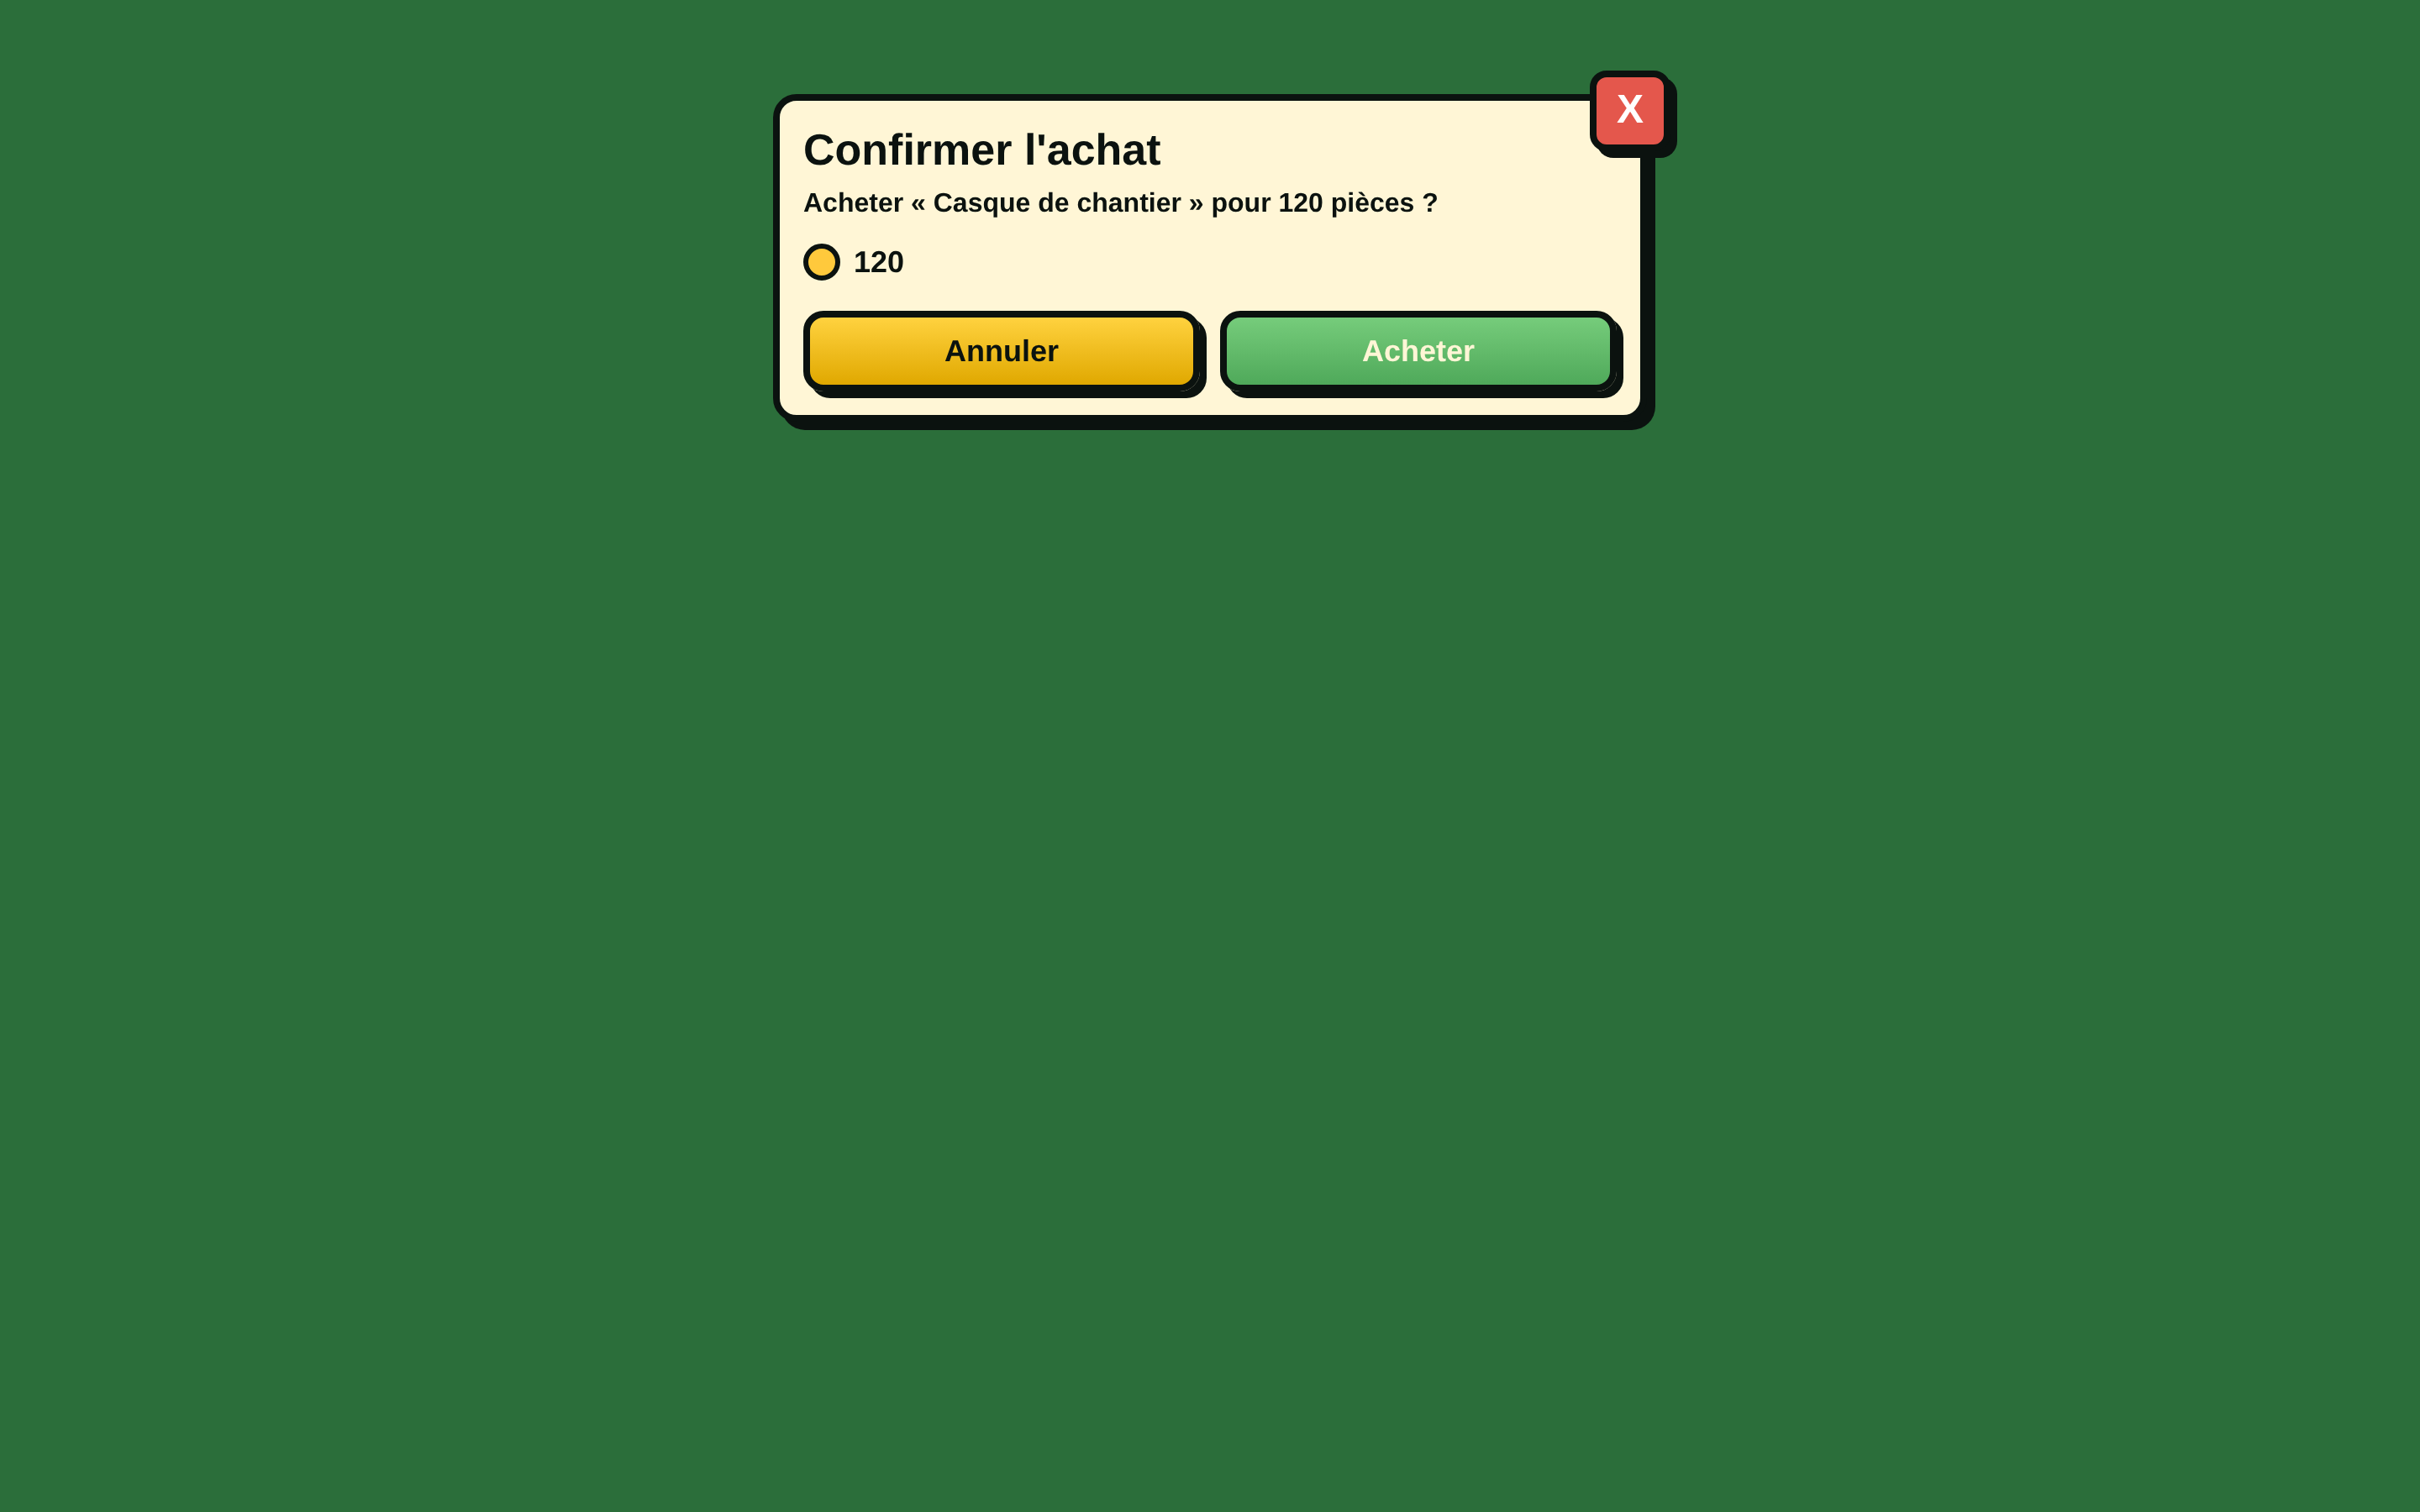 X
Confirmer l'achat
Acheter « Casque de chantier » pour 120 pièces ?
120
Annuler
Acheter